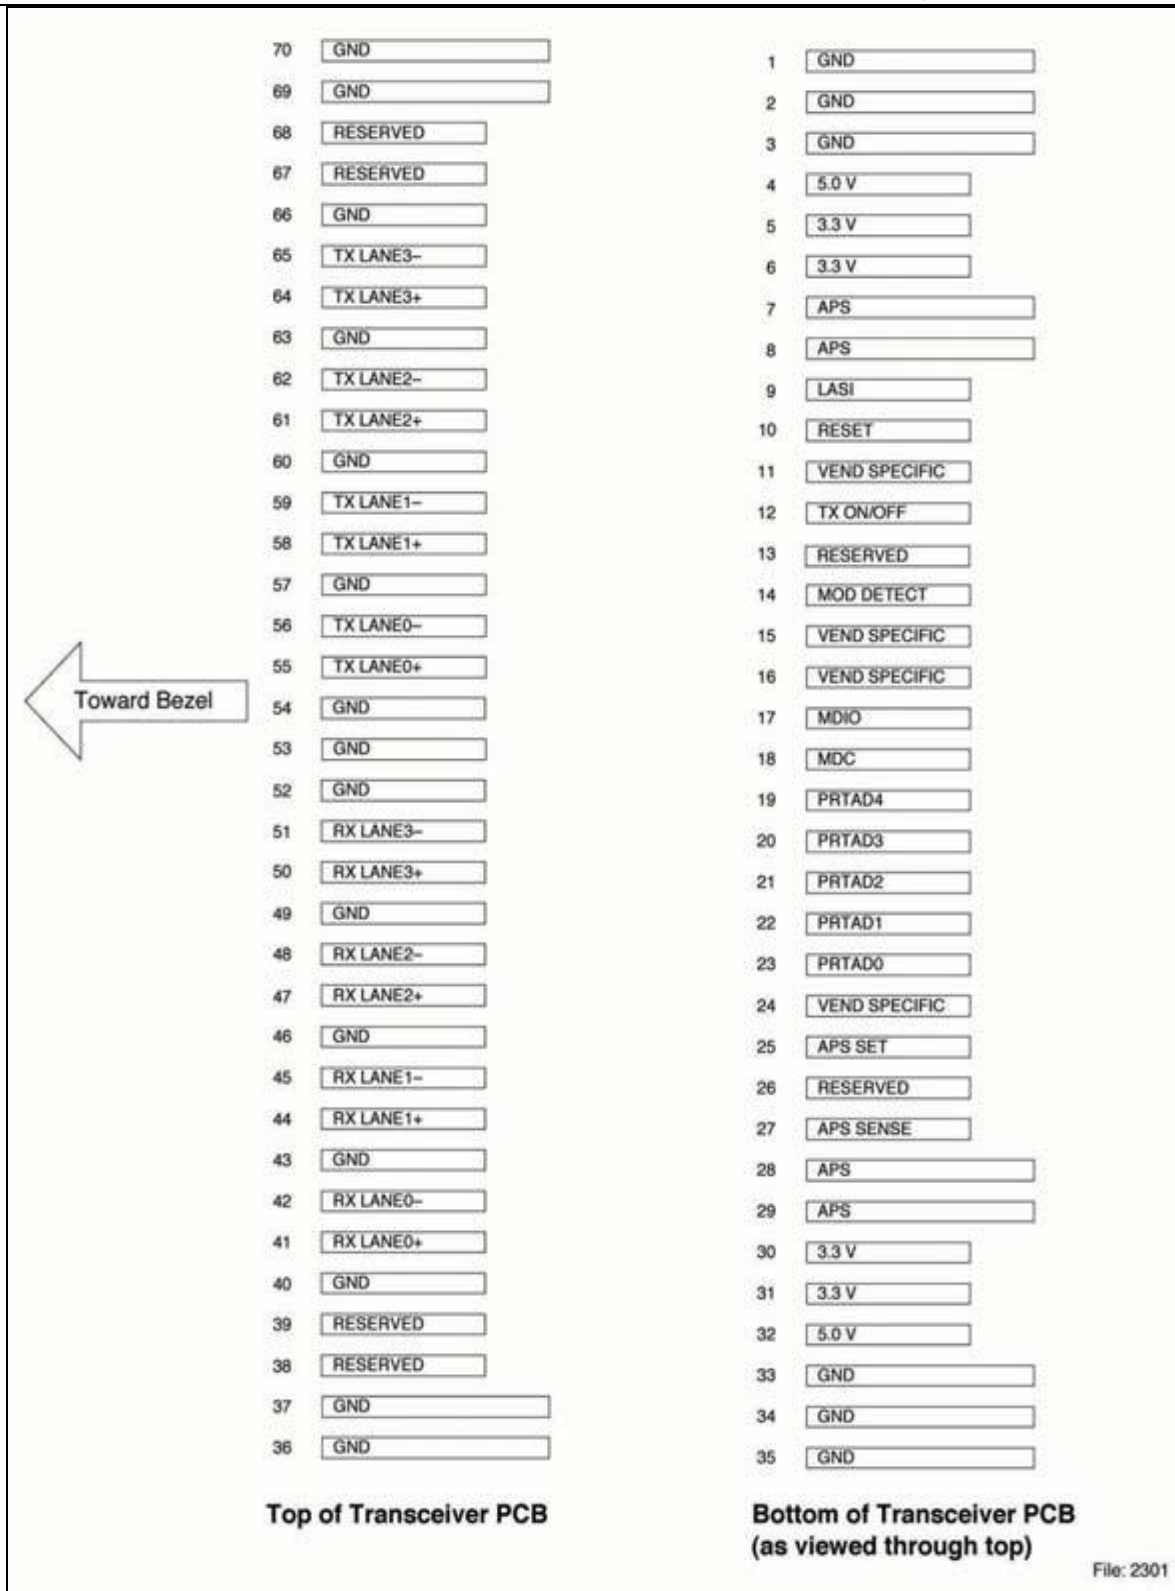 70 GND
69 GND
68 RESERVED
67 RESERVED
66 GND
65 TX LANE3–
64 TX LANE3+
63 GND
62 TX LANE2–
61 TX LANE2+
60 GND
59 TX LANE1–
58 TX LANE1+
57 GND
56 TX LANE0–
55 TX LANE0+
54 GND
53 GND
52 GND
51 RX LANE3–
50 RX LANE3+
49 GND
48 RX LANE2–
47 RX LANE2+
46 GND
45 RX LANE1–
44 RX LANE1+
43 GND
42 RX LANE0–
41 RX LANE0+
40 GND
39 RESERVED
38 RESERVED
37 GND
36 GND
Toward Bezel
Top of Transceiver PCB
1 GND
2 GND
3 GND
4 5.0 V
5 3.3 V
6 3.3 V
7 APS
8 APS
9 LASI
10 RESET
11 VEND SPECIFIC
12 TX ON/OFF
13 RESERVED
14 MOD DETECT
15 VEND SPECIFIC
16 VEND SPECIFIC
17 MDIO
18 MDC
19 PRTAD4
20 PRTAD3
21 PRTAD2
22 PRTAD1
23 PRTAD0
24 VEND SPECIFIC
25 APS SET
26 RESERVED
27 APS SENSE
28 APS
29 APS
30 3.3 V
31 3.3 V
32 5.0 V
33 GND
34 GND
35 GND
Bottom of Transceiver PCB
(as viewed through top)
File: 2301